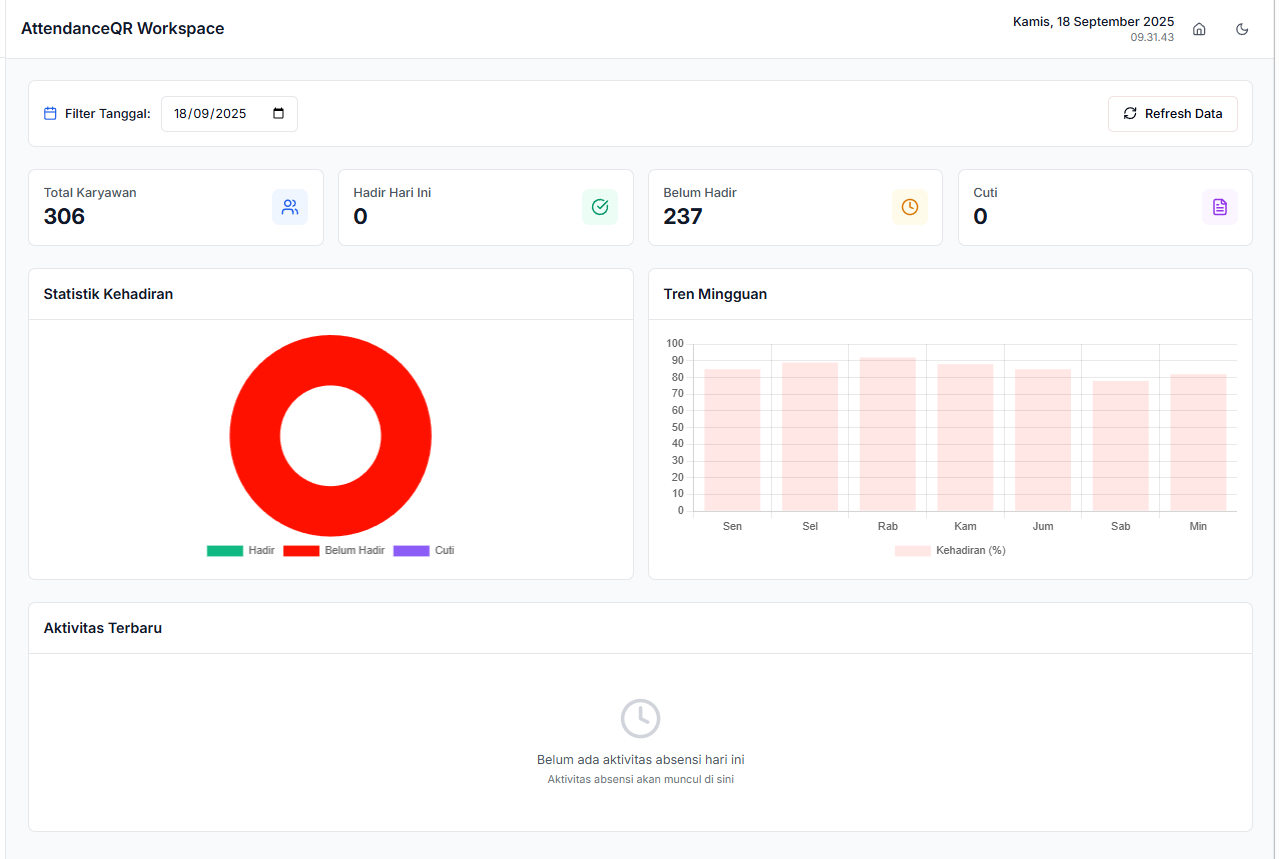 AttendanceQR Workspace
Kamis, 18 September 2025
09.31.43
Filter Tanggal:
18/09/2025
Refresh Data
Total Karyawan
306
Hadir Hari Ini
0
Belum Hadir
237
Cuti
0
Statistik Kehadiran
Hadir Belum Hadir Cuti
Tren Mingguan
100
90
80
70
60
50
40
30
20
10
0
Sen Sel Rab Kam Jum Sab Min
Kehadiran (%)
Aktivitas Terbaru
Belum ada aktivitas absensi hari ini
Aktivitas absensi akan muncul di sini